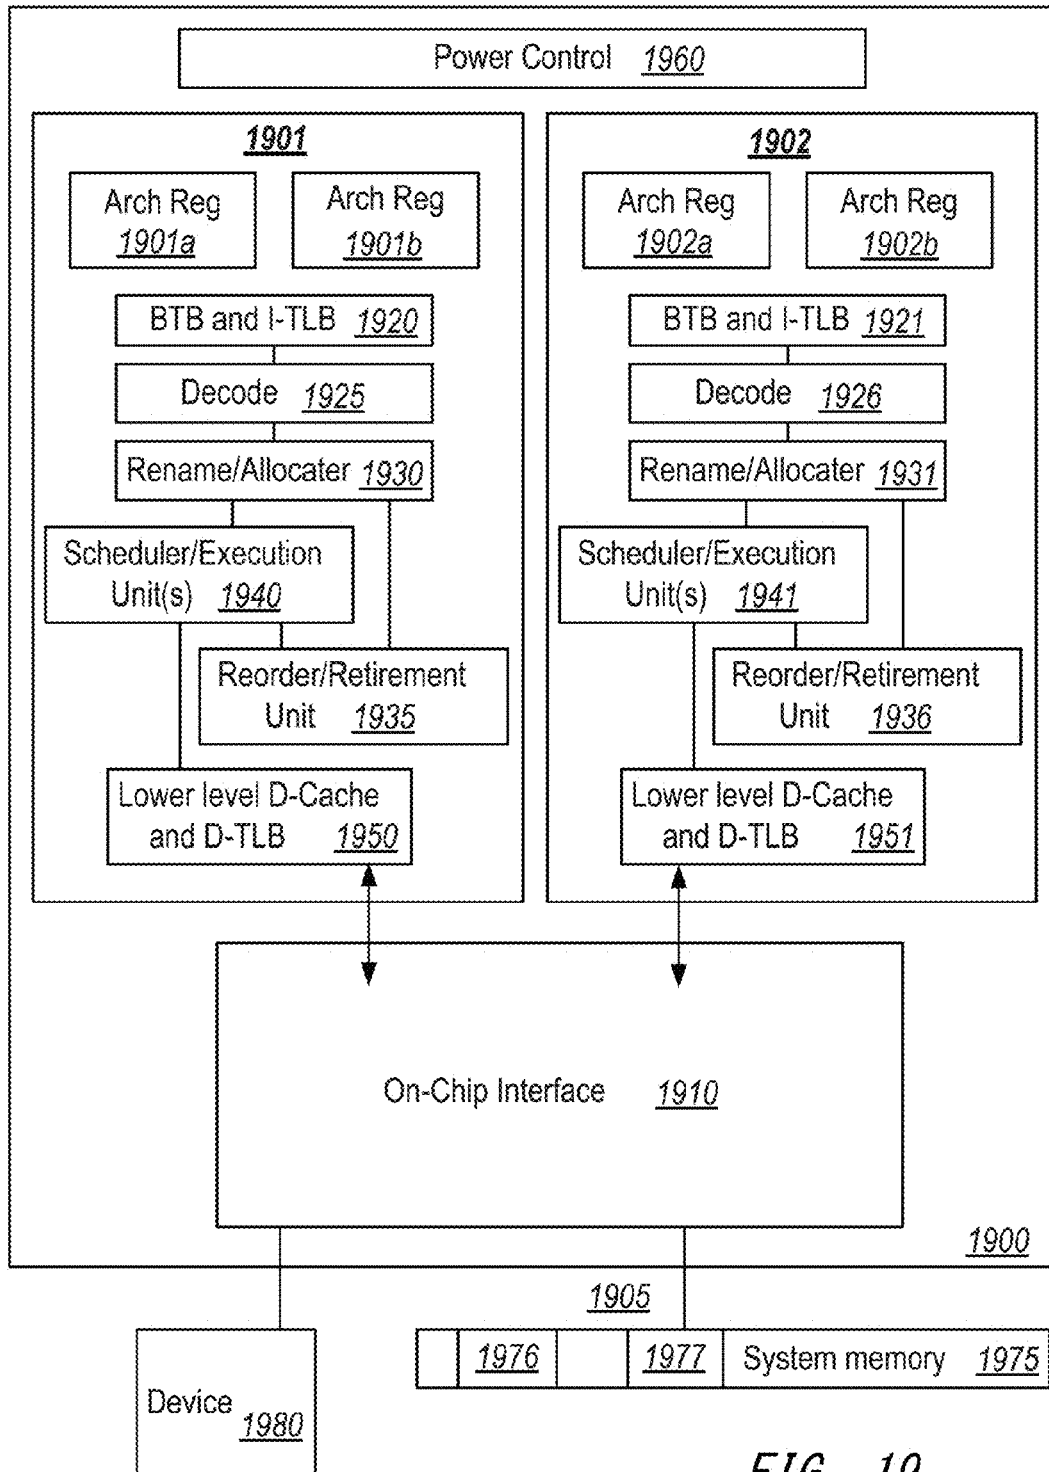 Power Control 1960
1901
Arch Reg
1901a
Arch Reg
1901b
BTB and I-TLB 1920
Decode 1925
Rename/Allocater 1930
Scheduler/Execution
Unit(s) 1940
Reorder/Retirement
Unit 1935
Lower level D-Cache
and D-TLB 1950
1902
Arch Reg
1902a
Arch Reg
1902b
BTB and I-TLB 1921
Decode 1926
Rename/Allocater 1931
Scheduler/Execution
Unit(s) 1941
Reorder/Retirement
Unit 1936
Lower level D-Cache
and D-TLB 1951
On-Chip Interface 1910
1900
1905
1976 1977 System memory 1975
Device 1980
FIG. 19